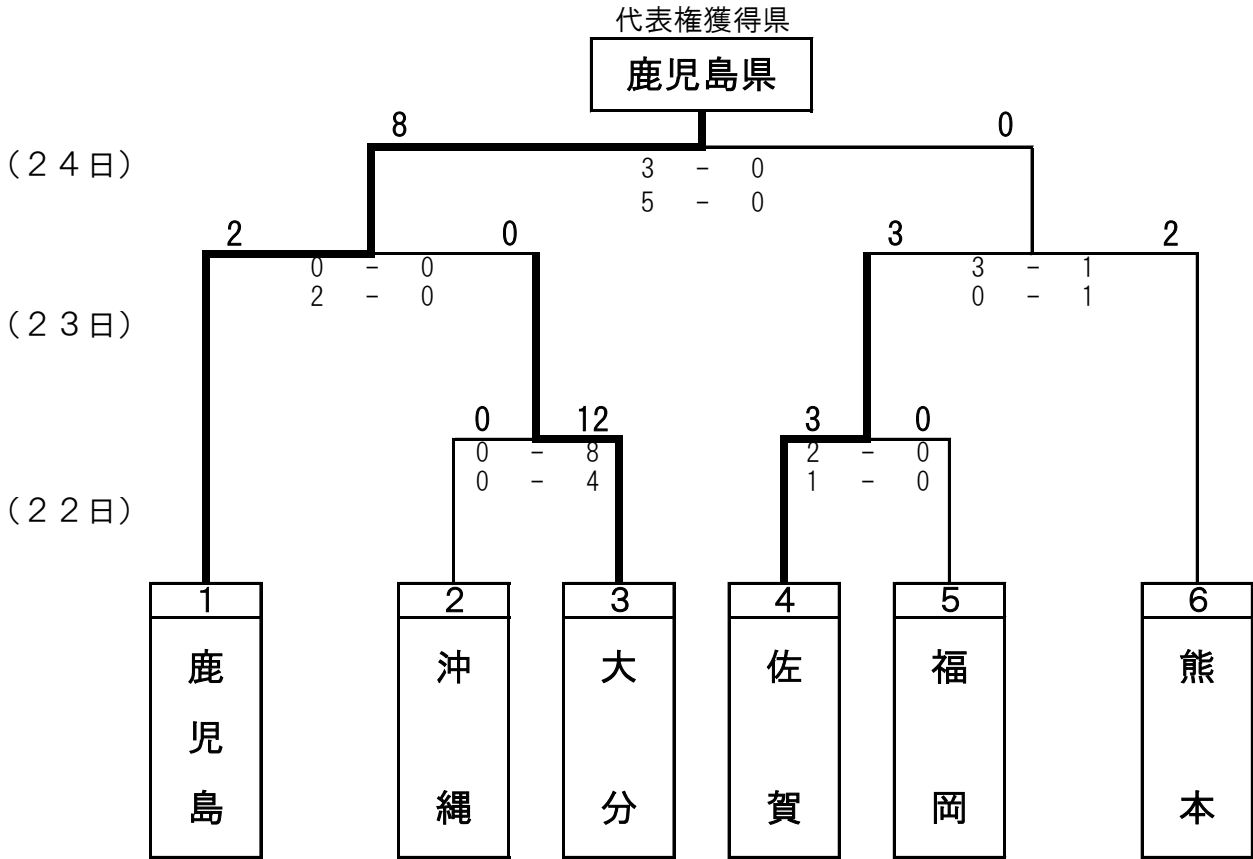 代表権獲得県
鹿児島県
8 0
（２４日）
3 - 0
5 - 0
2 0 3 2
0 - 0 3 - 1
2 - 0 0 - 1
（２３日）
0 12 3 0
0 - 8 2 - 0
0 - 4 1 - 0
（２２日）
1 2 3 4 5 6
鹿児島
沖縄
大分
佐賀
福岡
熊本